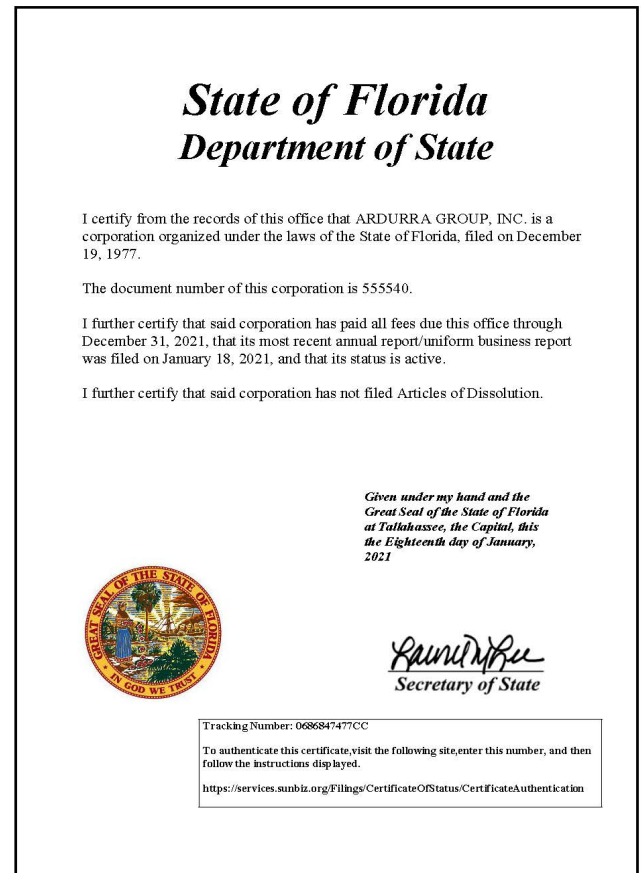 State of Florida
Department of State
I certify from the records of this office that ARDURRA GROUP, INC. is a
corporation organized under the laws of the State of Florida, filed on December
19, 1977.
The document number of this corporation is 555540.
I further certify that said corporation has paid all fees due this office through
December 31, 2021, that its most recent annual report/uniform business report
was filed on January 18, 2021, and that its status is active.
I further certify that said corporation has not filed Articles of Dissolution.
Given under my hand and the
Great Seal of the State of Florida
at Tallahassee, the Capital, this
the Eighteenth day of January,
2021
GREAT SEAL OF THE STATE OF FLORIDA
IN GOD WE TRUST
Secretary of State
Tracking Number: 0686847477CC
To authenticate this certificate,visit the following site,enter this number, and then
follow the instructions displayed.
https://services.sunbiz.org/Filings/CertificateOfStatus/CertificateAuthentication